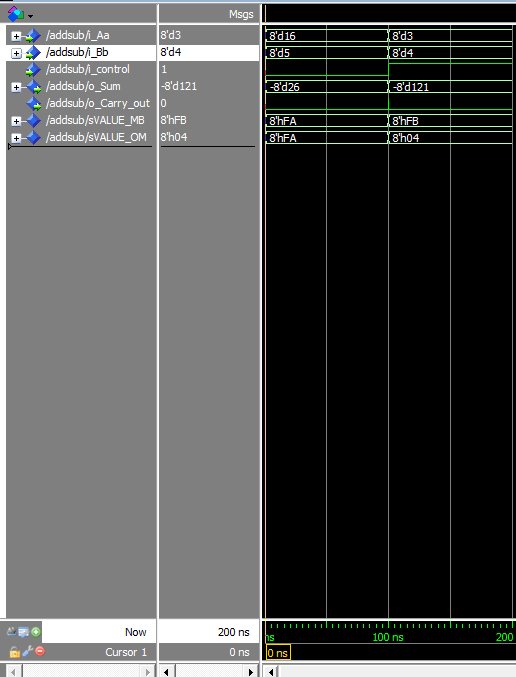 Msgs
/addsub/i_Aa 8'd3 8'd16 8'd3
/addsub/i_Bb 8'd4 8'd5 8'd4
/addsub/i_control 1
/addsub/o_Sum -8'd121 -8'd26 -8'd121
/addsub/o_Carry_out 0
/addsub/sVALUE_MB 8'hFB 8'hFA 8'hFB
/addsub/sVALUE_OM 8'h04 8'hFA 8'h04
Now 200 ns ns 100 ns 200
Cursor 1 0 ns 0 ns